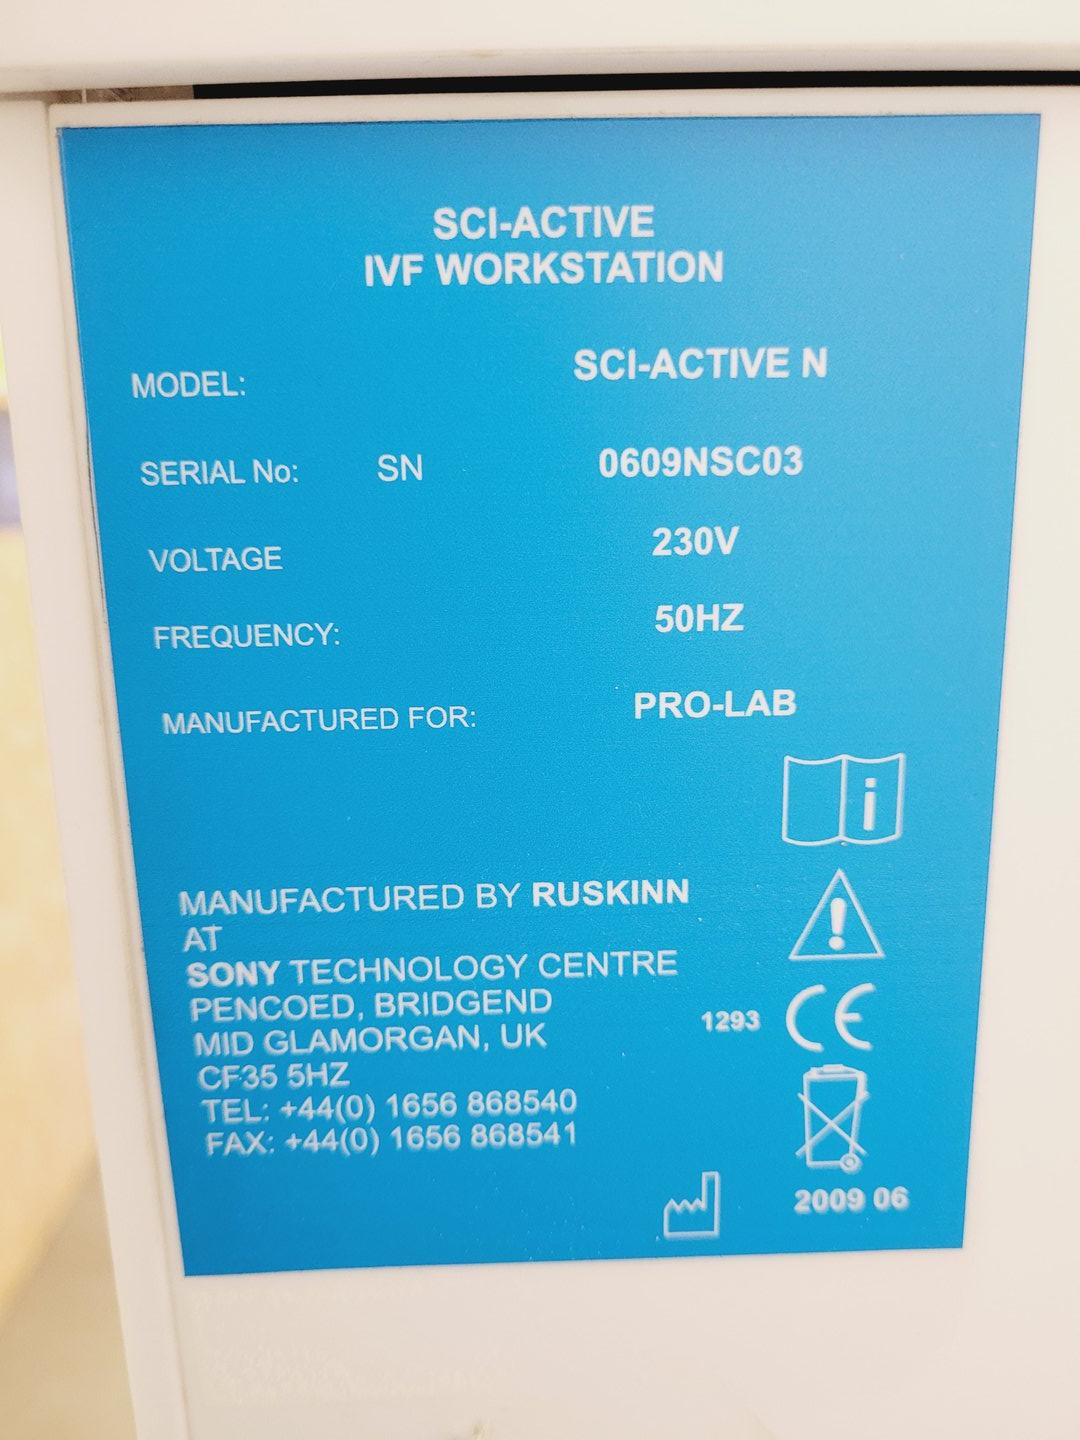 SCI-ACTIVE
IVF WORKSTATION
MODEL: SCI-ACTIVE N
SERIAL No: SN 0609NSC03
VOLTAGE 230V
FREQUENCY: 50HZ
MANUFACTURED FOR: PRO-LAB
i
!
MANUFACTURED BY RUSKINN
AT
SONY TECHNOLOGY CENTRE
PENCOED, BRIDGEND
MID GLAMORGAN, UK
CF35 5HZ
TEL: +44(0) 1656 868540
FAX: +44(0) 1656 868541
1293 CE
2009 06